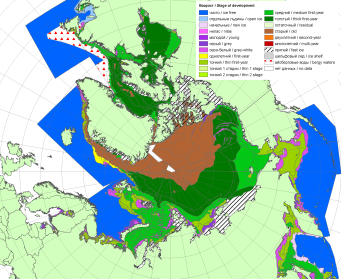 Возраст / Stage of development
чисто / ice free
отдельные льдины / open ice
начальные / new ice
нилас / nilas
молодой / young
серый / grey
серо-белый / grey-white
однолетний / first-year
тонкий / thin first-year
тонкий 1 стадии / thin 1 stage
тонкий 2 стадии / thin 2 stage
средний / medium first-year
толстый / thick first-year
остаточный / residual
старый / old
двухлетний / second-year
многолетний / multi-year
припай / fast ice
шельфовый лед / ice shelf
айсберговые воды / bergy waters
нет данных / no data